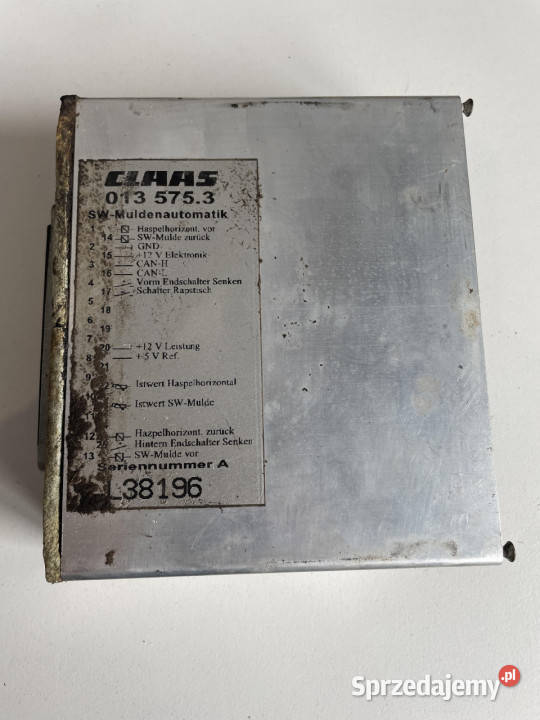 CLAAS
013 575.3
SW-Muldenautomatik
1 Haspelhorizont. vor
14 SW-Mulde zurück
2 GND
15 +12 V Elektronik
3 CAN-H
16 CAN-L
4 Vorm Endschalter Senken
17 Schalter Rapstisch
5
18
6
19
7
20 +12 V Leistung
8 +5 V Ref.
21
9
Istwert Haspelhorizontal
Istwert SW-Mulde
12 Hazpelhorizont. zurück
Hintern Endschalter Senken
13 SW-Mulde vor
Seriennummer A
L38196
Sprzedajemy.pl